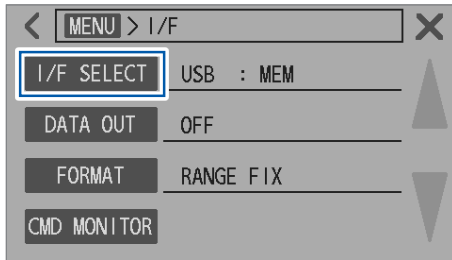 MENU > I/F
I/F SELECT USB : MEM
DATA OUT OFF
FORMAT RANGE FIX
CMD MONITOR